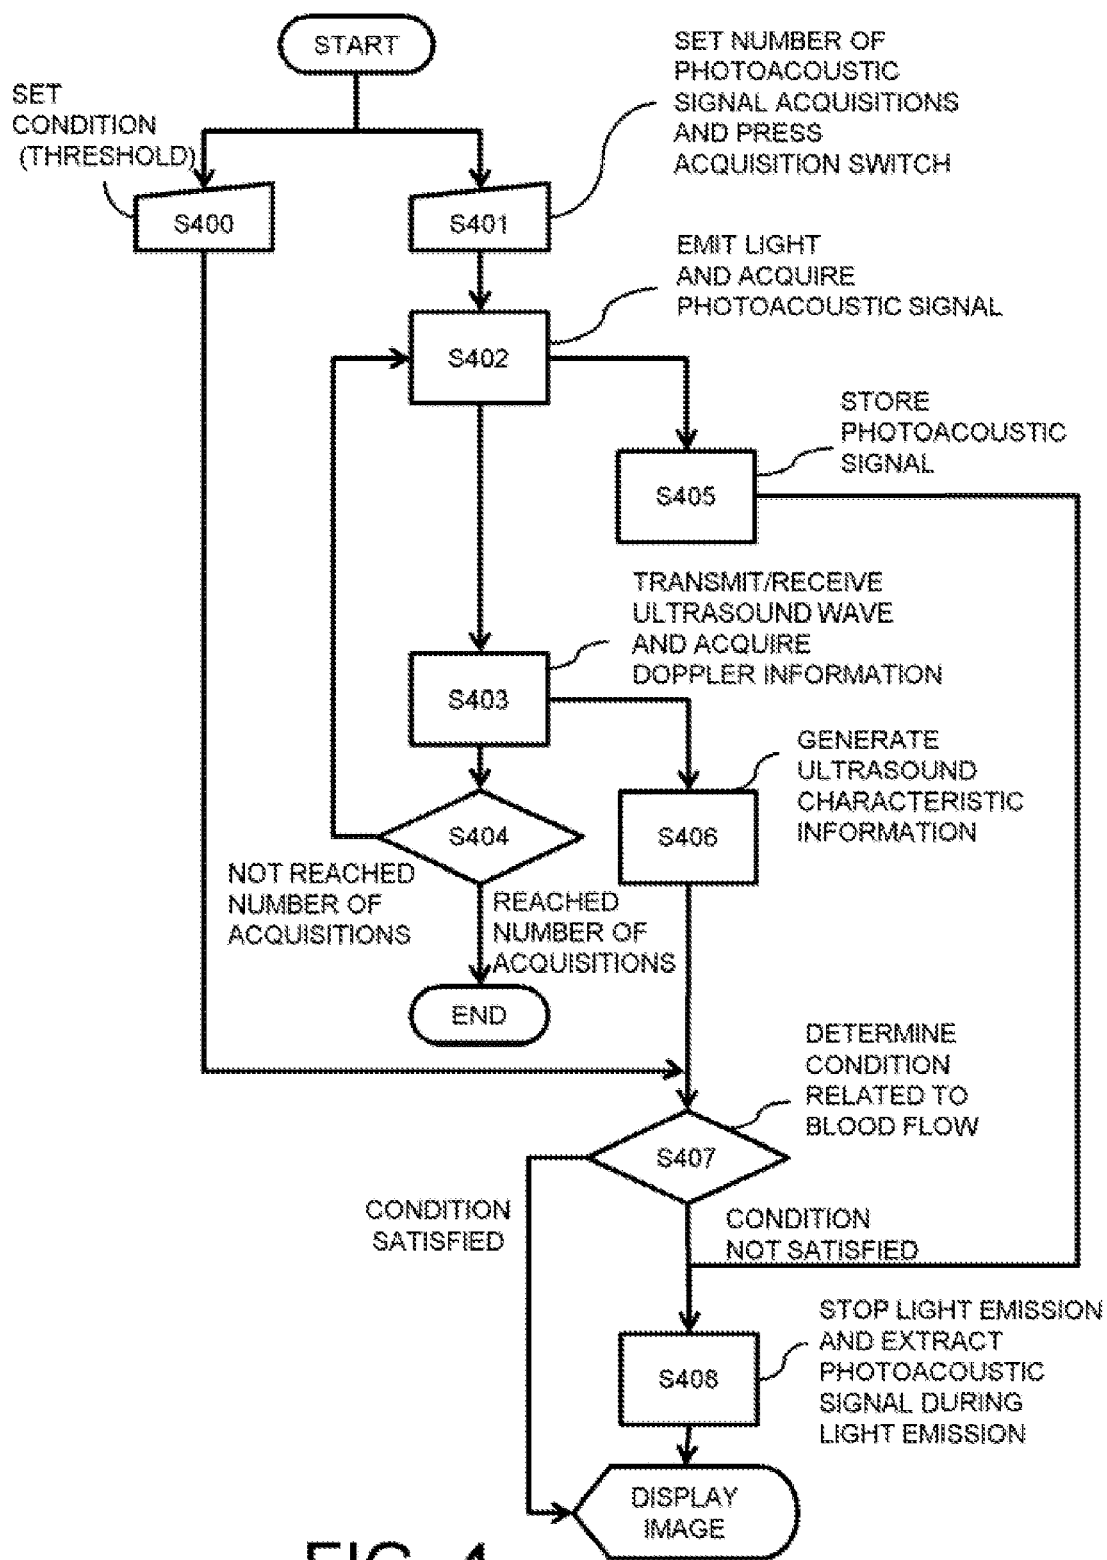 START
SET NUMBER OF
PHOTOACOUSTIC
SIGNAL ACQUISITIONS
AND PRESS
ACQUISITION SWITCH
SET
CONDITION
(THRESHOLD)
S400
S401
EMIT LIGHT
AND ACQUIRE
PHOTOACOUSTIC SIGNAL
S402
STORE
PHOTOACOUSTIC
SIGNAL
S405
TRANSMIT/RECEIVE
ULTRASOUND WAVE
AND ACQUIRE
DOPPLER INFORMATION
S403
GENERATE
ULTRASOUND
CHARACTERISTIC
INFORMATION
S404
S406
NOT REACHED
NUMBER OF
ACQUISITIONS
REACHED
NUMBER OF
ACQUISITIONS
END
DETERMINE
CONDITION
RELATED TO
BLOOD FLOW
S407
CONDITION
SATISFIED
CONDITION
NOT SATISFIED
STOP LIGHT EMISSION
AND EXTRACT
PHOTOACOUSTIC
SIGNAL DURING
LIGHT EMISSION
S408
DISPLAY
IMAGE
FIG. 4